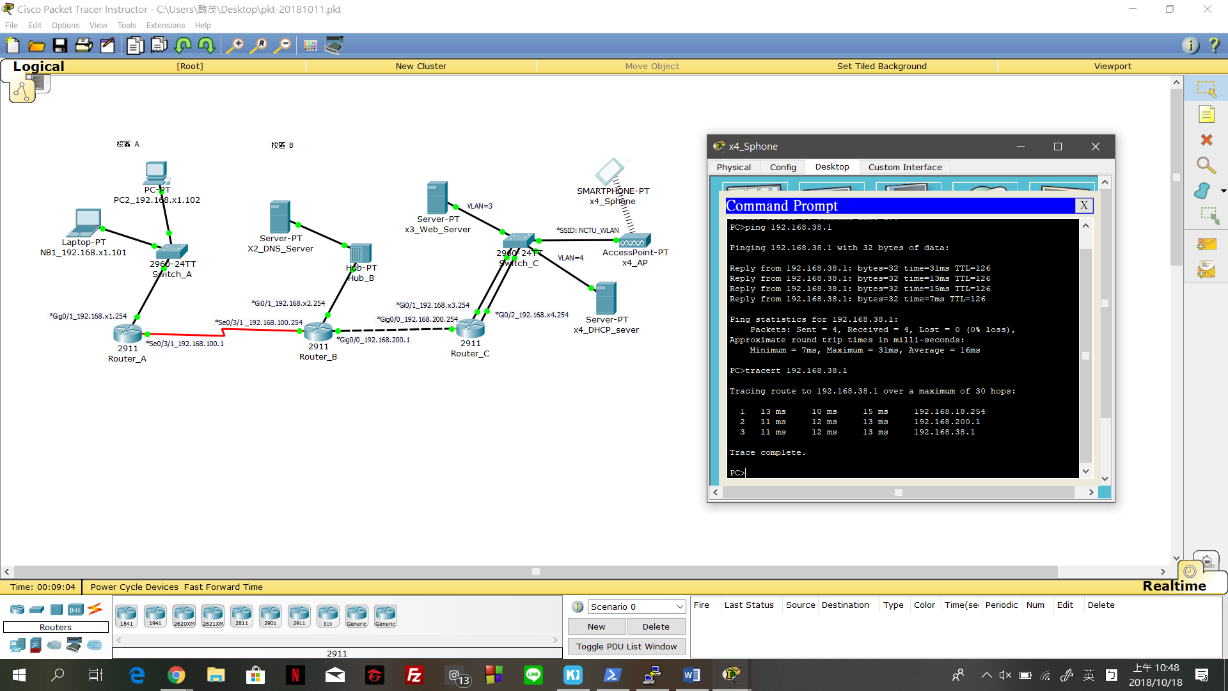 Cisco Packet Tracer Instructor - C:\Users\魏茂\Desktop\pkt-20181011.pkt
File Edit Options View Tools Extensions Help
Logical
[Root]
New Cluster
Move Object
Set Tiled Background
Viewport
校區 A
校區 B
PC-PT
PC2_192.168.x1.102
Laptop-PT
NB1_192.168.x1.101
2960-24TT
Switch_A
*Gig0/1_192.168.x1.254
2911
Router_A
*Se0/3/1_192.168.100.1
Server-PT
X2_DNS_Server
Hub-PT
Hub_B
*Gi0/1_192.168.x2.254
*Se0/3/1 _192.168.100.254
2911
Router_B
*Gig0/0_192.168.200.1
Server-PT
x3_Web_Server
VLAN=3
SMARTPHONE-PT
x4_Sphone
*SSID: NCTU_WLAN
2960-24TT
Switch_C
AccessPoint-PT
x4_AP
VLAN=4
*Gi0/1_192.168.x3.254
*Gig0/0_192.168.200.254
*Gi0/2_192.168.x4.254
Server-PT
x4_DHCP_sever
2911
Router_C
x4_Sphone
Physical Config Desktop Custom Interface
Command Prompt
X
PC>ping 192.168.38.1
Pinging 192.168.38.1 with 32 bytes of data:
Reply from 192.168.38.1: bytes=32 time=31ms TTL=126
Reply from 192.168.38.1: bytes=32 time=13ms TTL=126
Reply from 192.168.38.1: bytes=32 time=15ms TTL=126
Reply from 192.168.38.1: bytes=32 time=7ms TTL=126
Ping statistics for 192.168.38.1:
Packets: Sent = 4, Received = 4, Lost = 0 (0% loss),
Approximate round trip times in milli-seconds:
Minimum = 7ms, Maximum = 31ms, Average = 16ms
PC>tracert 192.168.38.1
Tracing route to 192.168.38.1 over a maximum of 30 hops:
1 13 ms 10 ms 15 ms 192.168.18.254
2 11 ms 12 ms 13 ms 192.168.200.1
3 11 ms 12 ms 13 ms 192.168.38.1
Trace complete.
PC>
Time: 00:09:04
Power Cycle Devices Fast Forward Time
Realtime
Routers
1841 1941 2620XM 2621XM 2811 2901 2911 819 Generic Generic
2911
Scenario 0
New
Delete
Toggle PDU List Window
Fire Last Status Source Destination Type Color Time(se Periodic Num Edit Delete
13
英
上午 10:48
2018/10/18